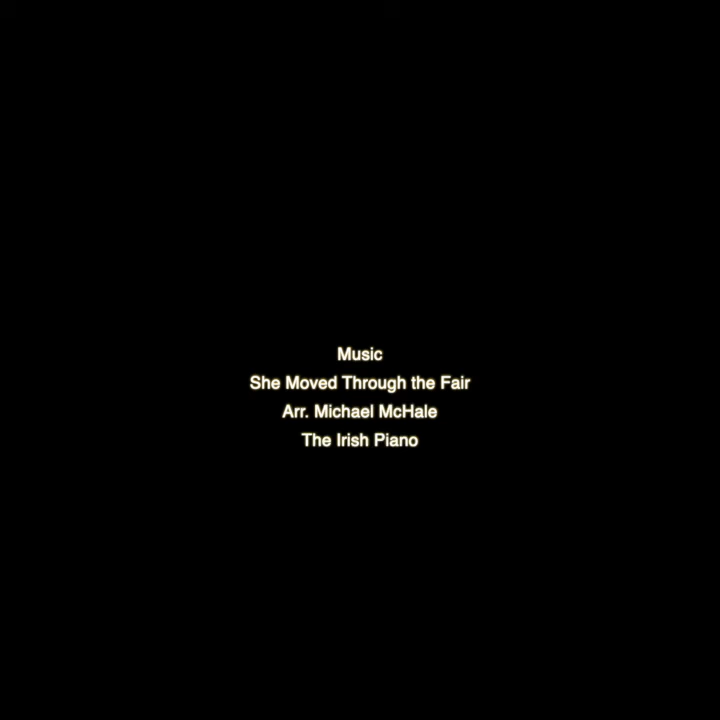 Music
She Moved Through the Fair
Arr. Michael McHale
The Irish Piano